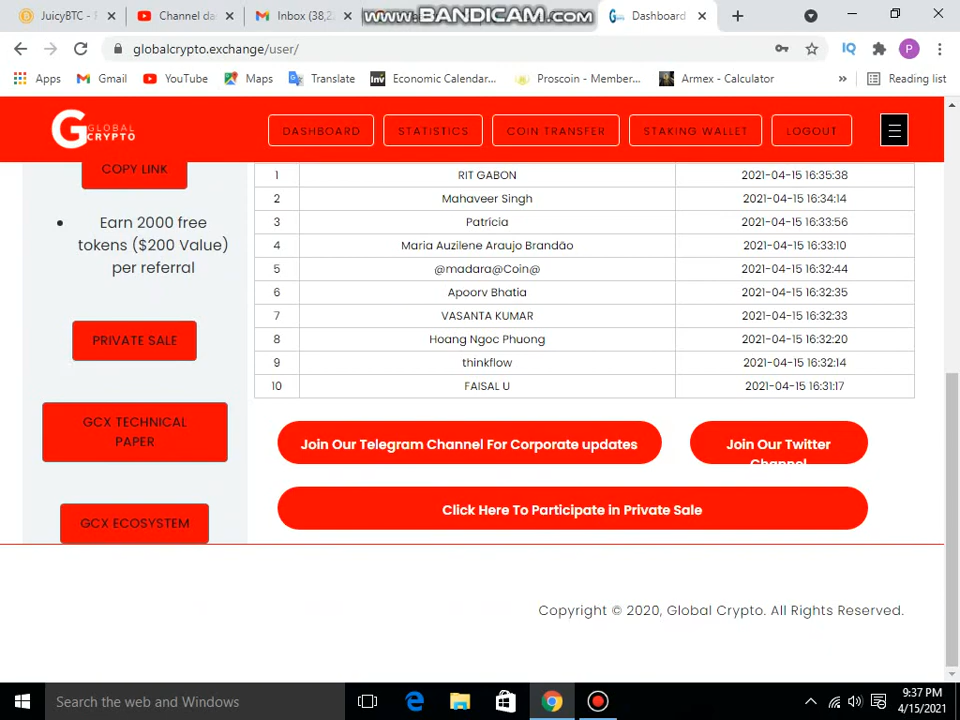 JuicyBTC - F
Channel da
Inbox (38,2
www.BANDICAM.com
Dashboard
globalcrypto.exchange/user/
Apps
Gmail
YouTube
Maps
Translate
Economic Calendar...
Proscoin - Member...
Armex - Calculator
»
Reading list
GLOBAL
CRYPTO
DASHBOARD
STATISTICS
COIN TRANSFER
STAKING WALLET
LOGOUT
COPY LINK
Earn 2000 free
tokens ($200 Value)
per referral
PRIVATE SALE
GCX TECHNICAL
PAPER
GCX ECOSYSTEM
1 RIT GABON 2021-04-15 16:35:38
2 Mahaveer Singh 2021-04-15 16:34:14
3 Patrícia 2021-04-15 16:33:56
4 Maria Auzilene Araujo Brandão 2021-04-15 16:33:10
5 @madara@Coin@ 2021-04-15 16:32:44
6 Apoorv Bhatia 2021-04-15 16:32:35
7 VASANTA KUMAR 2021-04-15 16:32:33
8 Hoang Ngoc Phuong 2021-04-15 16:32:20
9 thinkflow 2021-04-15 16:32:14
10 FAISAL U 2021-04-15 16:31:17
Join Our Telegram Channel For Corporate updates
Join Our Twitter
Channel
Click Here To Participate in Private Sale
Copyright © 2020, Global Crypto. All Rights Reserved.
Search the web and Windows
9:37 PM
4/15/2021